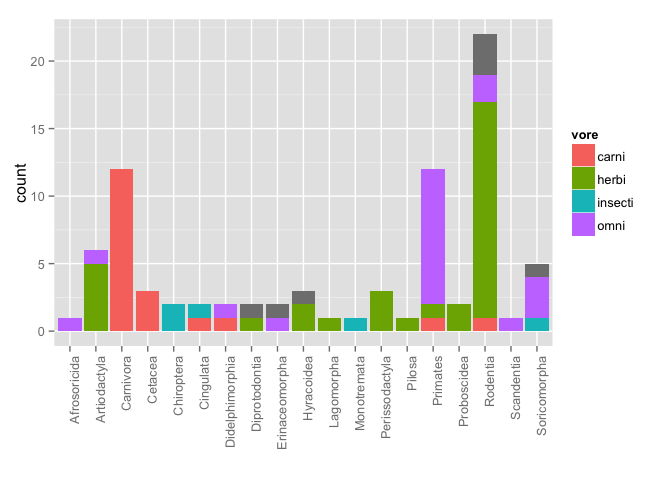 count
20
15
10
5
0
Afrosoricida
Artiodactyla
Carnivora
Cetacea
Chiroptera
Cingulata
Didelphimorphia
Diprotodontia
Erinaceomorpha
Hyracoidea
Lagomorpha
Monotremata
Perissodactyla
Pilosa
Primates
Proboscidea
Rodentia
Scandentia
Soricomorpha
vore
carni
herbi
insecti
omni